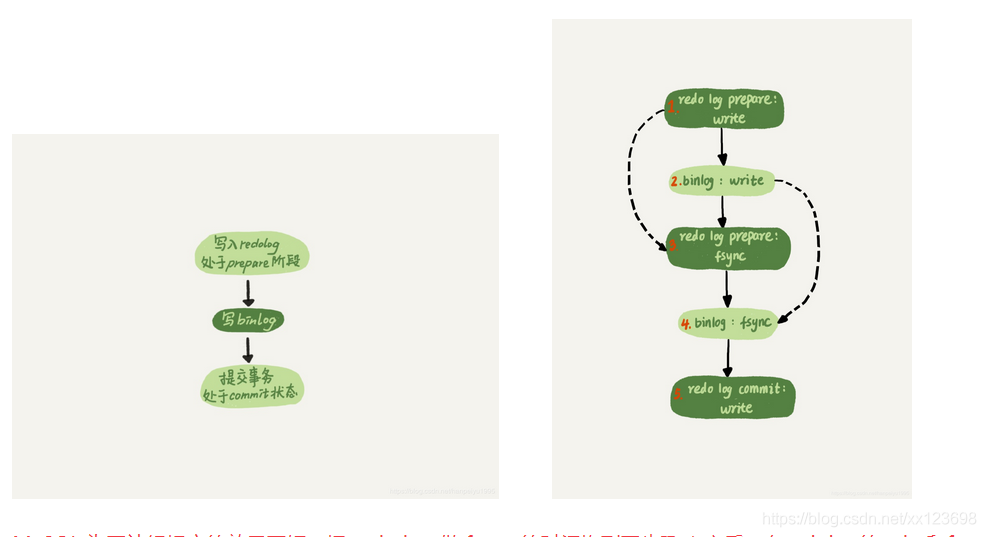 写入redolog
处于prepare阶段
写binlog
提交事务
处于commit状态
1. redo log prepare:
write
2.binlog : write
3 redo log prepare:
fsync
4.binlog : fsync
redo log commit:
write
https://blog.csdn.net/xx123698